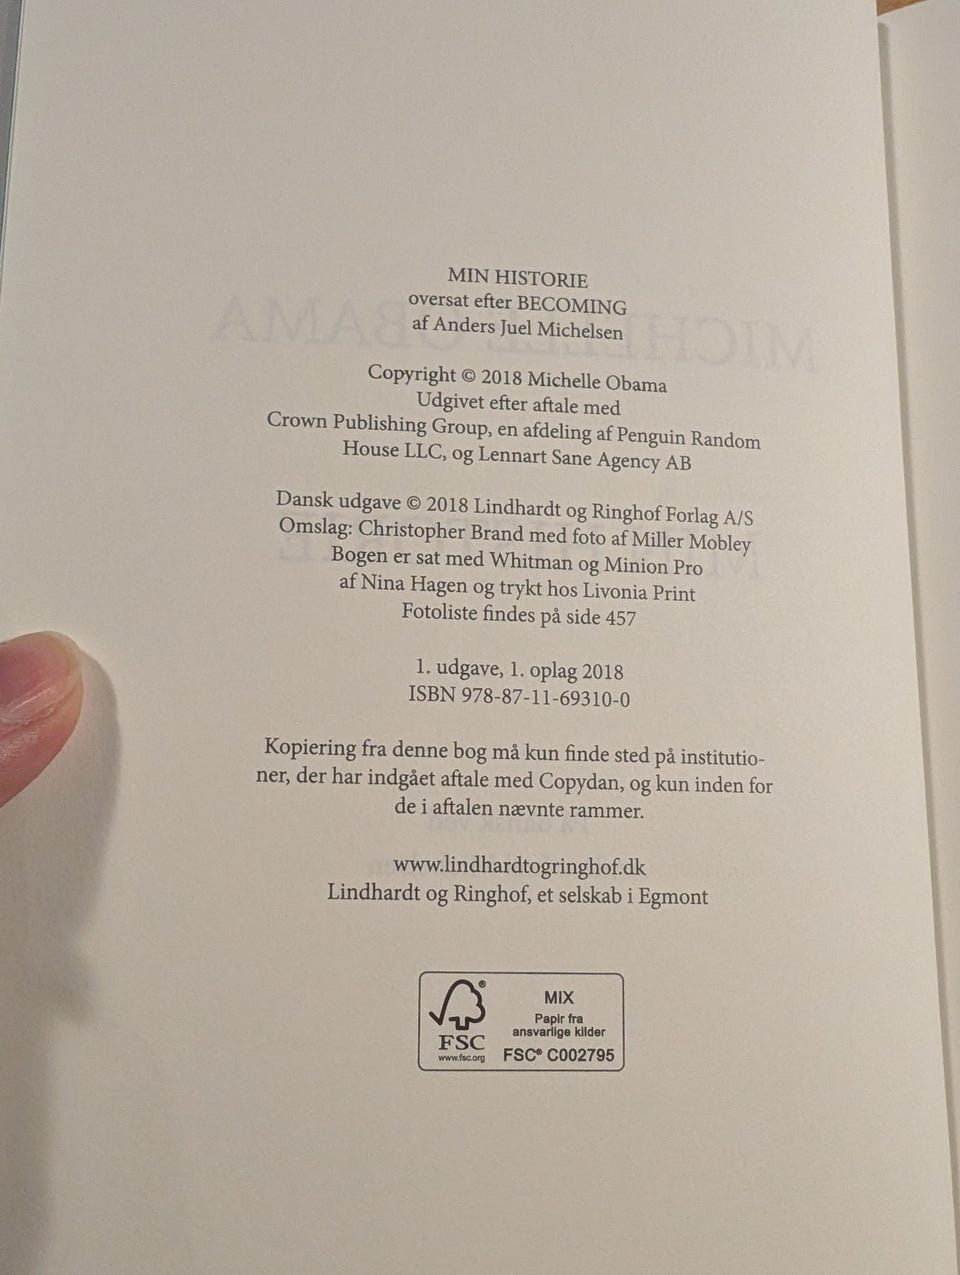 MIN HISTORIE
oversat efter BECOMING
af Anders Juel Michelsen
Copyright © 2018 Michelle Obama
Udgivet efter aftale med
Crown Publishing Group, en afdeling af Penguin Random
House LLC, og Lennart Sane Agency AB
Dansk udgave © 2018 Lindhardt og Ringhof Forlag A/S
Omslag: Christopher Brand med foto af Miller Mobley
Bogen er sat med Whitman og Minion Pro
af Nina Hagen og trykt hos Livonia Print
Fotoliste findes på side 457
1. udgave, 1. oplag 2018
ISBN 978-87-11-69310-0
Kopiering fra denne bog må kun finde sted på institutio-
ner, der har indgået aftale med Copydan, og kun inden for
de i aftalen nævnte rammer.
www.lindhardtogringhof.dk
Lindhardt og Ringhof, et selskab i Egmont
FSC
www.fsc.org
MIX
Papir fra
ansvarlige kilder
FSC® C002795